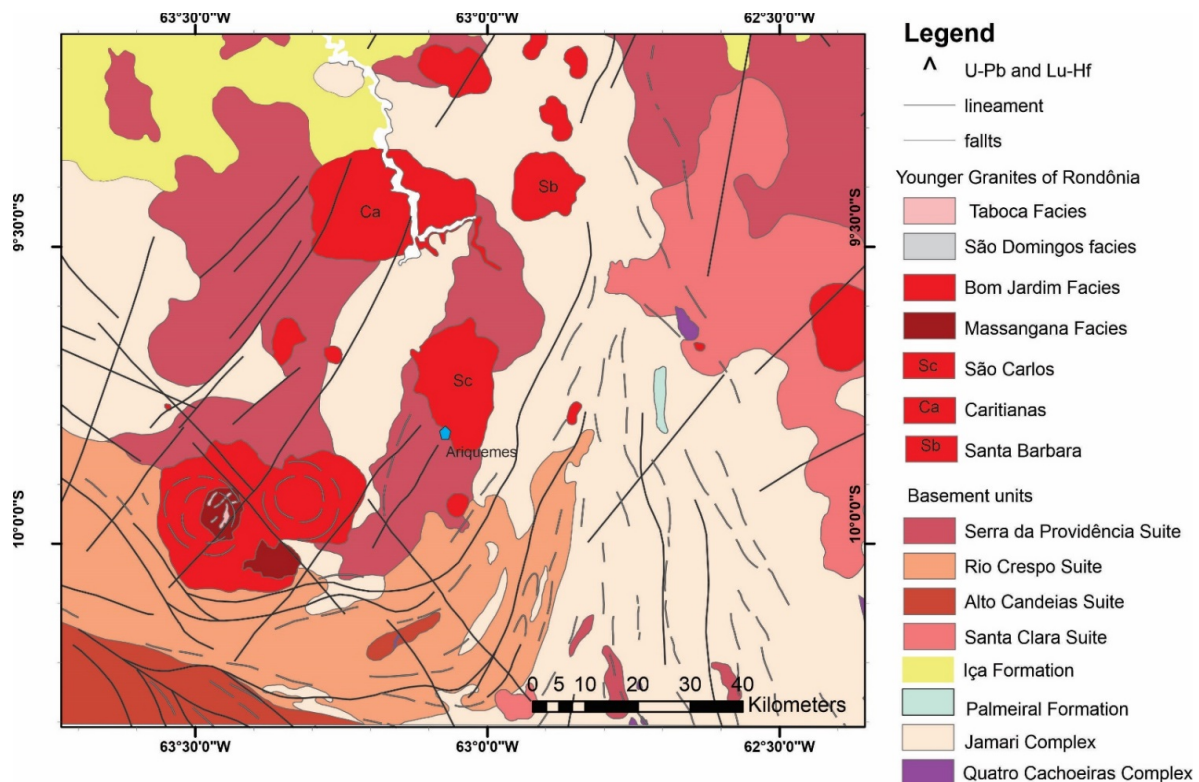 63°30'0"W 63°0'0"W 62°30'0"W
9°30'0"S
10°0'0"S
Ca
Sb
Sc
Ariquemes
0 5 10 20 30 40
Kilometers
9°30'0"S
10°0'0"S
63°30'0"W 63°0'0"W 62°30'0"W
Legend
^ U-Pb and Lu-Hf
lineament
fallts
Younger Granites of Rondônia
Taboca Facies
São Domingos facies
Bom Jardim Facies
Massangana Facies
Sc São Carlos
Ca Caritianas
Sb Santa Barbara
Basement units
Serra da Providência Suite
Rio Crespo Suite
Alto Candeias Suite
Santa Clara Suite
Iça Formation
Palmeiral Formation
Jamari Complex
Quatro Cachoeiras Complex